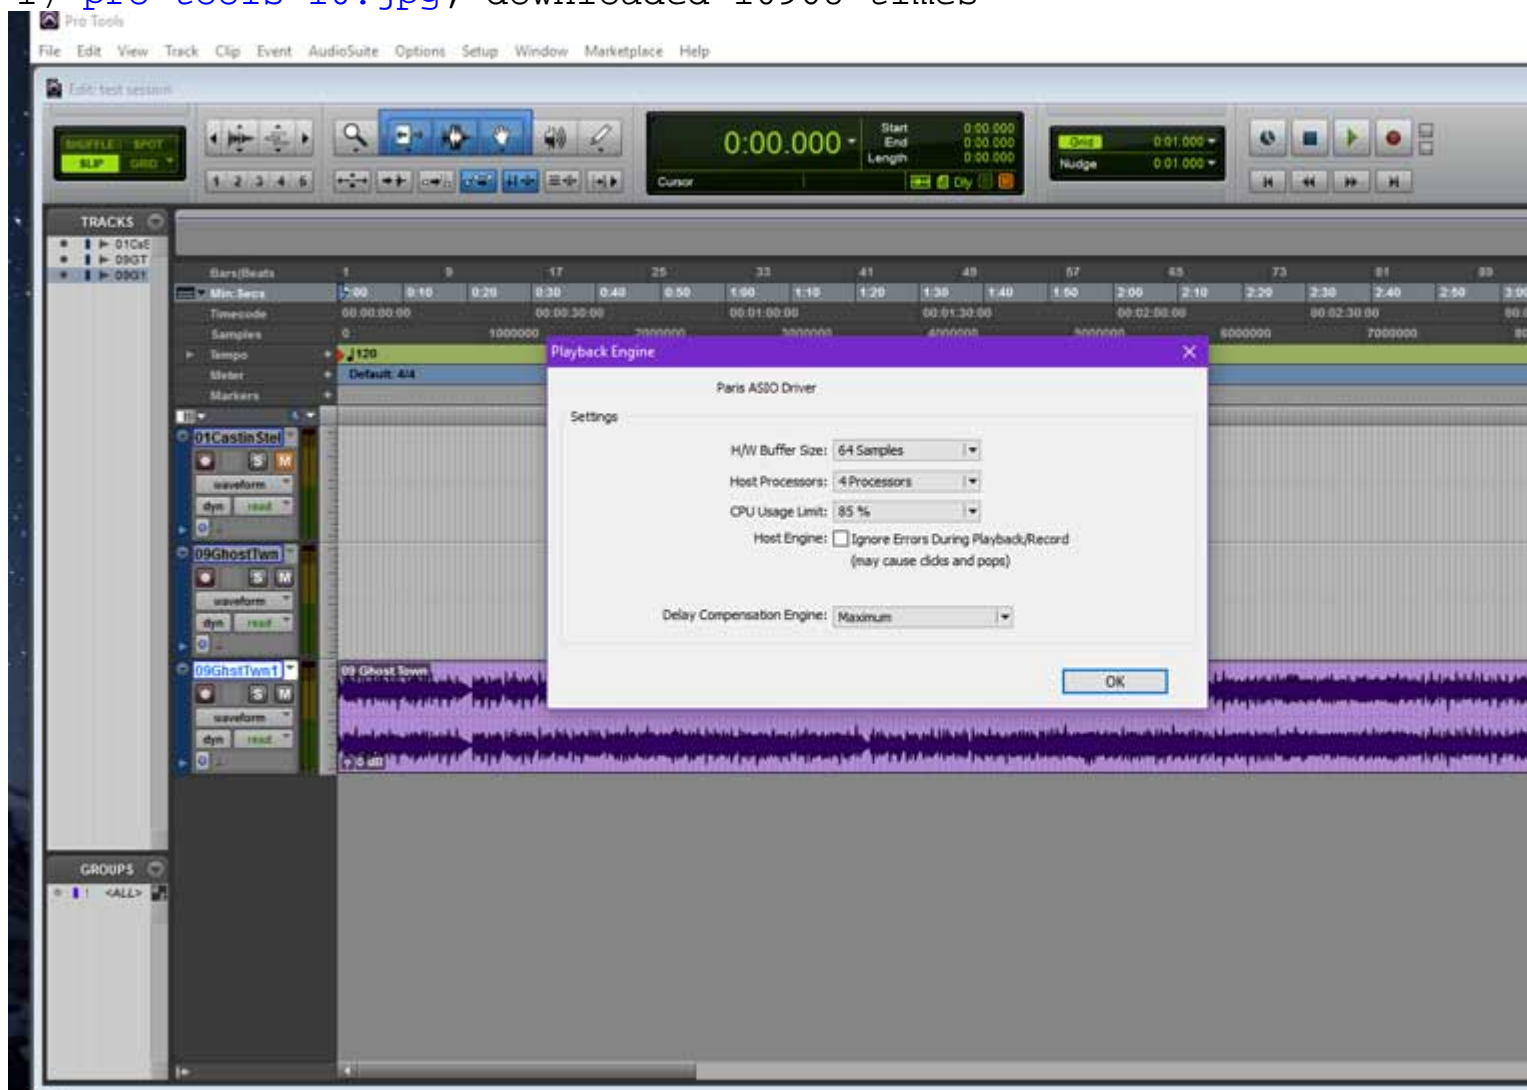 Pro Tools
File Edit View Track Clip Event AudioSuite Options Setup Window Marketplace Help
Edit: test session
SHUFFLE SPOT
SLIP GRID
1 2 3 4 5
0:00.000
Start 0:00.000
End 0:00.000
Length 0:00.000
Cursor
Dly
Grid 0:01.000
Nudge 0:01.000
TRACKS
01CaS
09GT
09GT
Bars|Beats 1 9 17 25 33 41 49 57 65 73 81 89
Min:Secs 0:00 0:10 0:20 0:30 0:40 0:50 1:00 1:10 1:20 1:30 1:40 1:50 2:00 2:10 2:20 2:30 2:40 2:50 3:00
Timecode 00:00:00:00 00:00:30:00 00:01:00:00 00:01:30:00 00:02:00:00 00:02:30:00
Samples 0 1000000 2000000 3000000 4000000 5000000 6000000 7000000
Tempo 120
Meter Default: 4/4
Markers
Playback Engine
Paris ASIO Driver
Settings
H/W Buffer Size: 64 Samples
Host Processors: 4 Processors
CPU Usage Limit: 85 %
Host Engine: Ignore Errors During Playback/Record
(may cause clicks and pops)
Delay Compensation Engine: Maximum
OK
01CastinStel
S M
waveform
dyn read
09GhostTwn
S M
waveform
dyn read
09GhstTwn1
S M
waveform
dyn read
09 Ghost Town
0 dB
GROUPS
! <ALL>